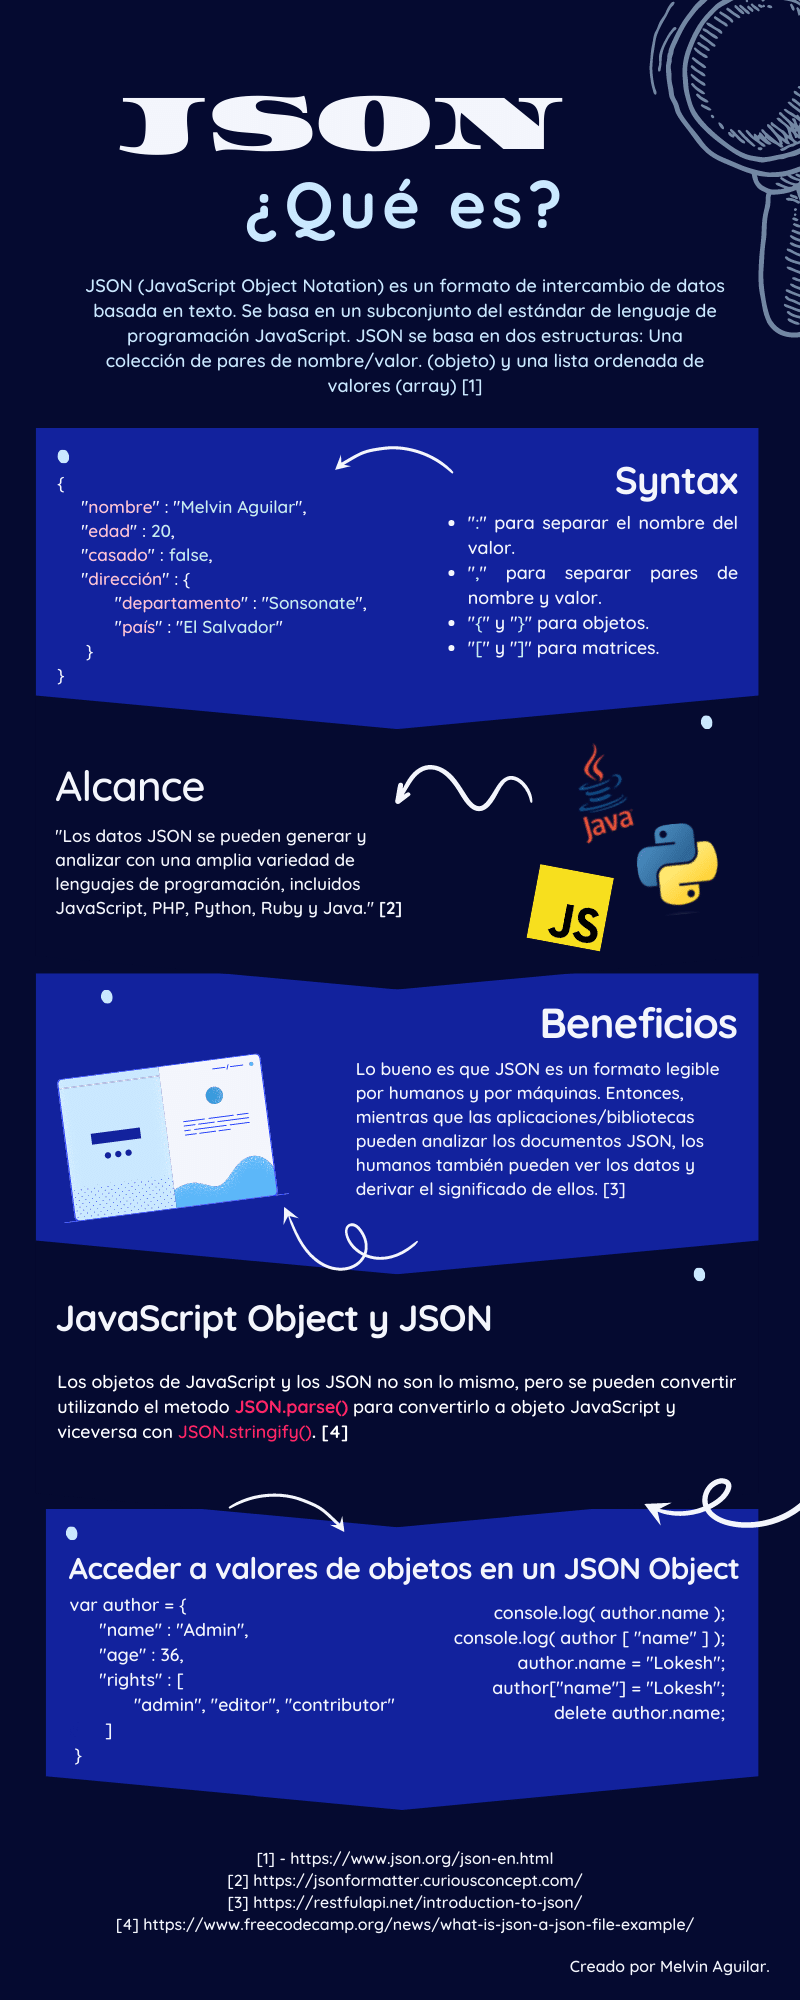 JSON
¿Qué es?
JSON (JavaScript Object Notation) es un formato de intercambio de datos
basada en texto. Se basa en un subconjunto del estándar de lenguaje de
programación JavaScript. JSON se basa en dos estructuras: Una
colección de pares de nombre/valor. (objeto) y una lista ordenada de
valores (array) [1]
{
"nombre" : "Melvin Aguilar",
"edad" : 20,
"casado" : false,
"dirección" : {
"departamento" : "Sonsonate",
"país" : "El Salvador"
}
}
Syntax
• ":" para separar el nombre del
valor.
• "," para separar pares de
nombre y valor.
• "{" y "}" para objetos.
• "[" y "]" para matrices.
Alcance
"Los datos JSON se pueden generar y
analizar con una amplia variedad de
lenguajes de programación, incluidos
JavaScript, PHP, Python, Ruby y Java." [2]
Java
JS
Beneficios
Lo bueno es que JSON es un formato legible
por humanos y por máquinas. Entonces,
mientras que las aplicaciones/bibliotecas
pueden analizar los documentos JSON, los
humanos también pueden ver los datos y
derivar el significado de ellos. [3]
JavaScript Object y JSON
Los objetos de JavaScript y los JSON no son lo mismo, pero se pueden convertir
utilizando el metodo JSON.parse() para convertirlo a objeto JavaScript y
viceversa con JSON.stringify(). [4]
Acceder a valores de objetos en un JSON Object
var author = {
"name" : "Admin",
"age" : 36,
"rights" : [
"admin", "editor", "contributor"
]
}
console.log( author.name );
console.log( author [ "name" ] );
author.name = "Lokesh";
author["name"] = "Lokesh";
delete author.name;
[1] - https://www.json.org/json-en.html
[2] https://jsonformatter.curiousconcept.com/
[3] https://restfulapi.net/introduction-to-json/
[4] https://www.freecodecamp.org/news/what-is-json-a-json-file-example/
Creado por Melvin Aguilar.